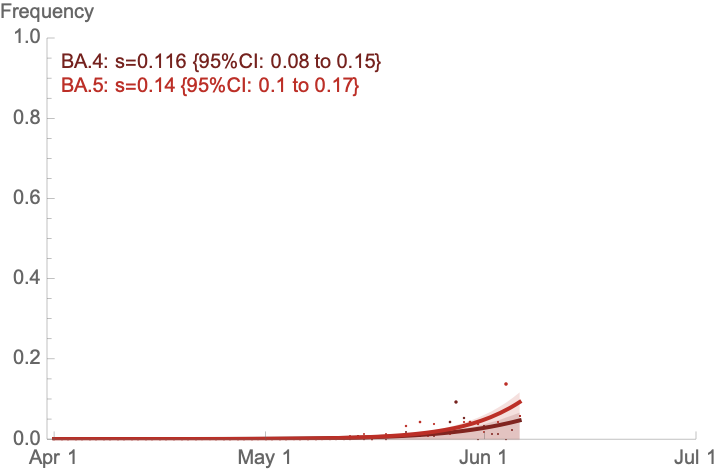 Frequency
1.0
BA.4: s=0.116 {95%CI: 0.08 to 0.15}
BA.5: s=0.14 {95%CI: 0.1 to 0.17}
0.8
0.6
0.4
0.2
0.0
Apr 1 May 1 Jun 1 Jul 1